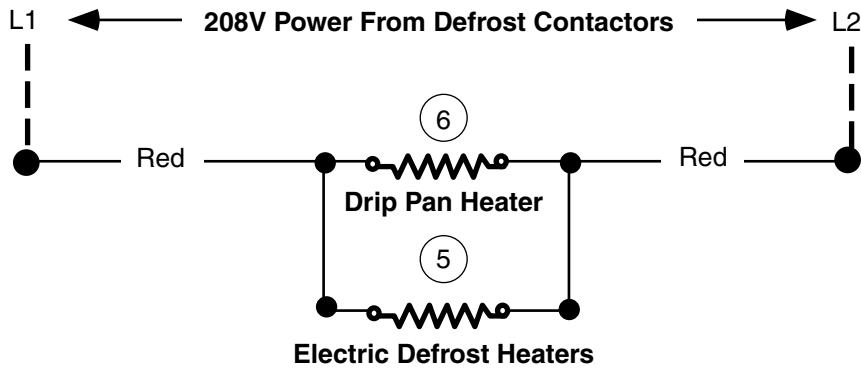 L1 208V Power From Defrost Contactors L2
6
Red Red
Drip Pan Heater
5
Electric Defrost Heaters